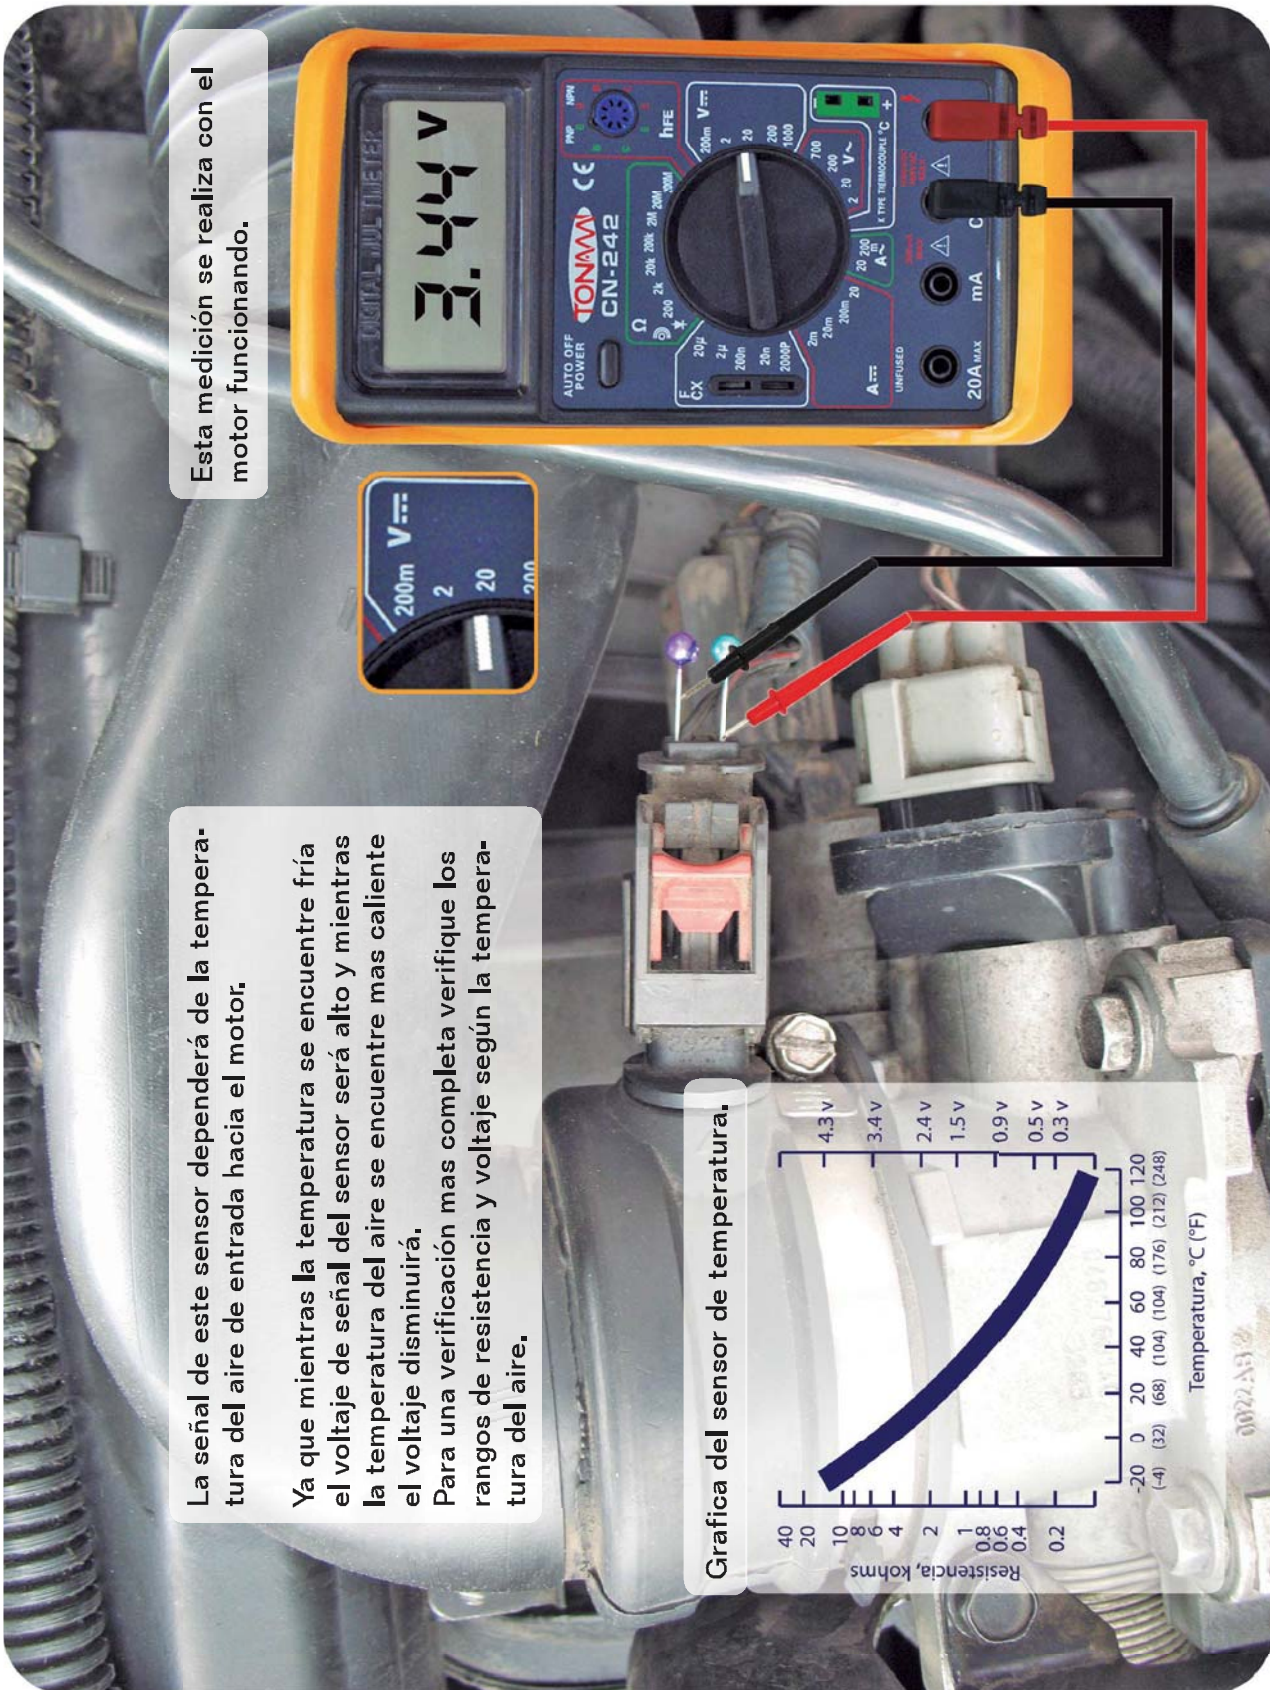 La señal de este sensor dependerá de la tempera-
tura del aire de entrada hacia el motor.
Ya que mientras la temperatura se encuentre fría
el voltaje de señal del sensor será alto y mientras
la temperatura del aire se encuentre mas caliente
el voltaje disminuirá.
Para una verificación mas completa verifique los
rangos de resistencia y voltaje según la tempera-
tura del aire.
Esta medición se realiza con el
motor funcionando.
200m V
2
20
200
DIGITAL MULTIMETER
3.44 V
AUTO OFF
POWER
TONMAI CE
CN-242
PNP NPN
hFE
Ω
200 2k 20k 200k 2M 20M 200M
F
CX
20µ
2µ
200n
20n
2000P
200m V
2
20
200
1000
700
200 V~
20
2
K TYPE THERMOCOUPLE °C
- +
A
2m
20m
200m
20
20 200m
A~
UNFUSED
20A MAX
mA
C
Grafica del sensor de temperatura.
Resistencia, kohms
40
20
10
8
6
4
2
1
0.8
0.6
0.4
0.2
4.3 v
3.4 v
2.4 v
1.5 v
0.9 v
0.5 v
0.3 v
-20 0 20 40 60 80 100 120
(-4) (32) (68) (104) (104) (176) (212) (248)
Temperatura, °C (°F)